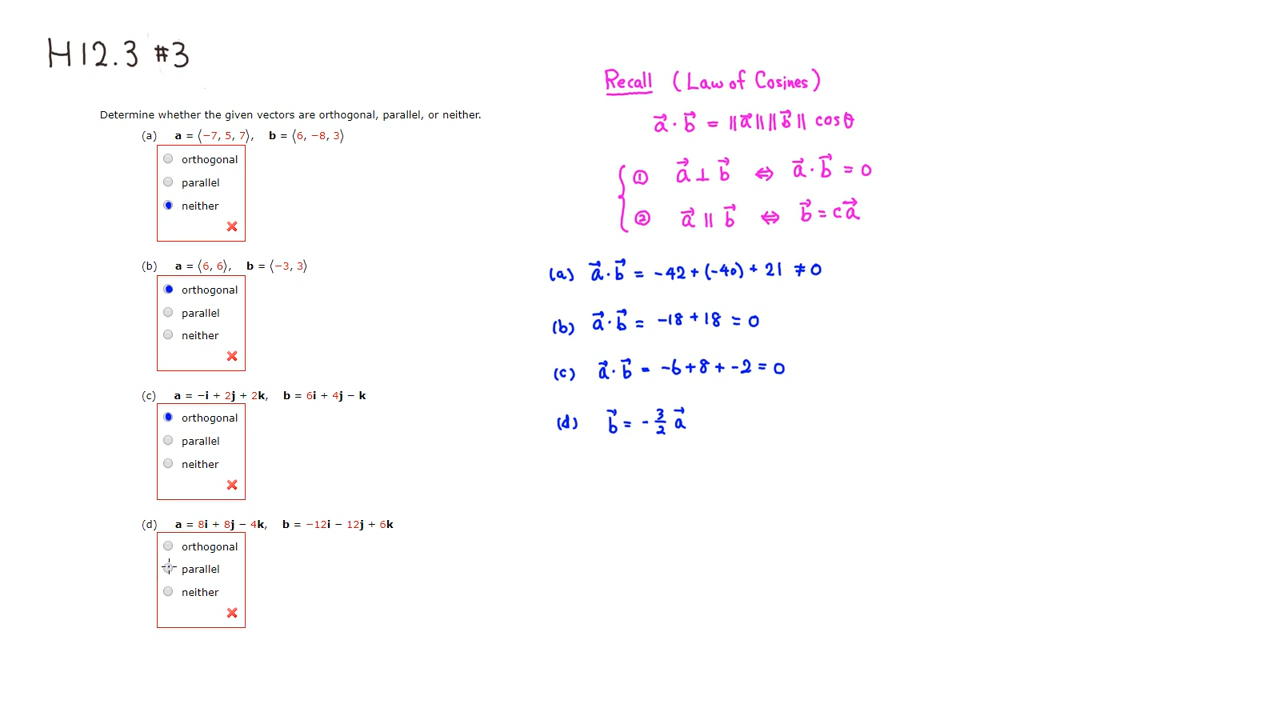 H12.3 #3
Determine whether the given vectors are orthogonal, parallel, or neither.
(a) a = ⟨−7, 5, 7⟩, b = ⟨6, −8, 3⟩
orthogonal
parallel
neither
(b) a = ⟨6, 6⟩, b = ⟨−3, 3⟩
orthogonal
parallel
neither
(c) a = −i + 2j + 2k, b = 6i + 4j − k
orthogonal
parallel
neither
(d) a = 8i + 8j − 4k, b = −12i − 12j + 6k
orthogonal
parallel
neither
Recall (Law of Cosines)
a⃗ · b⃗ = ||a⃗|| ||b⃗|| cosθ
① a⃗ ⊥ b⃗ ⇔ a⃗ · b⃗ = 0
② a⃗ || b⃗ ⇔ b⃗ = ca⃗
(a) a⃗ · b⃗ = -42 + (-40) + 21 ≠ 0
(b) a⃗ · b⃗ = -18 + 18 = 0
(c) a⃗ · b⃗ = -6 + 8 + -2 = 0
(d) b⃗ = - 3/2 a⃗